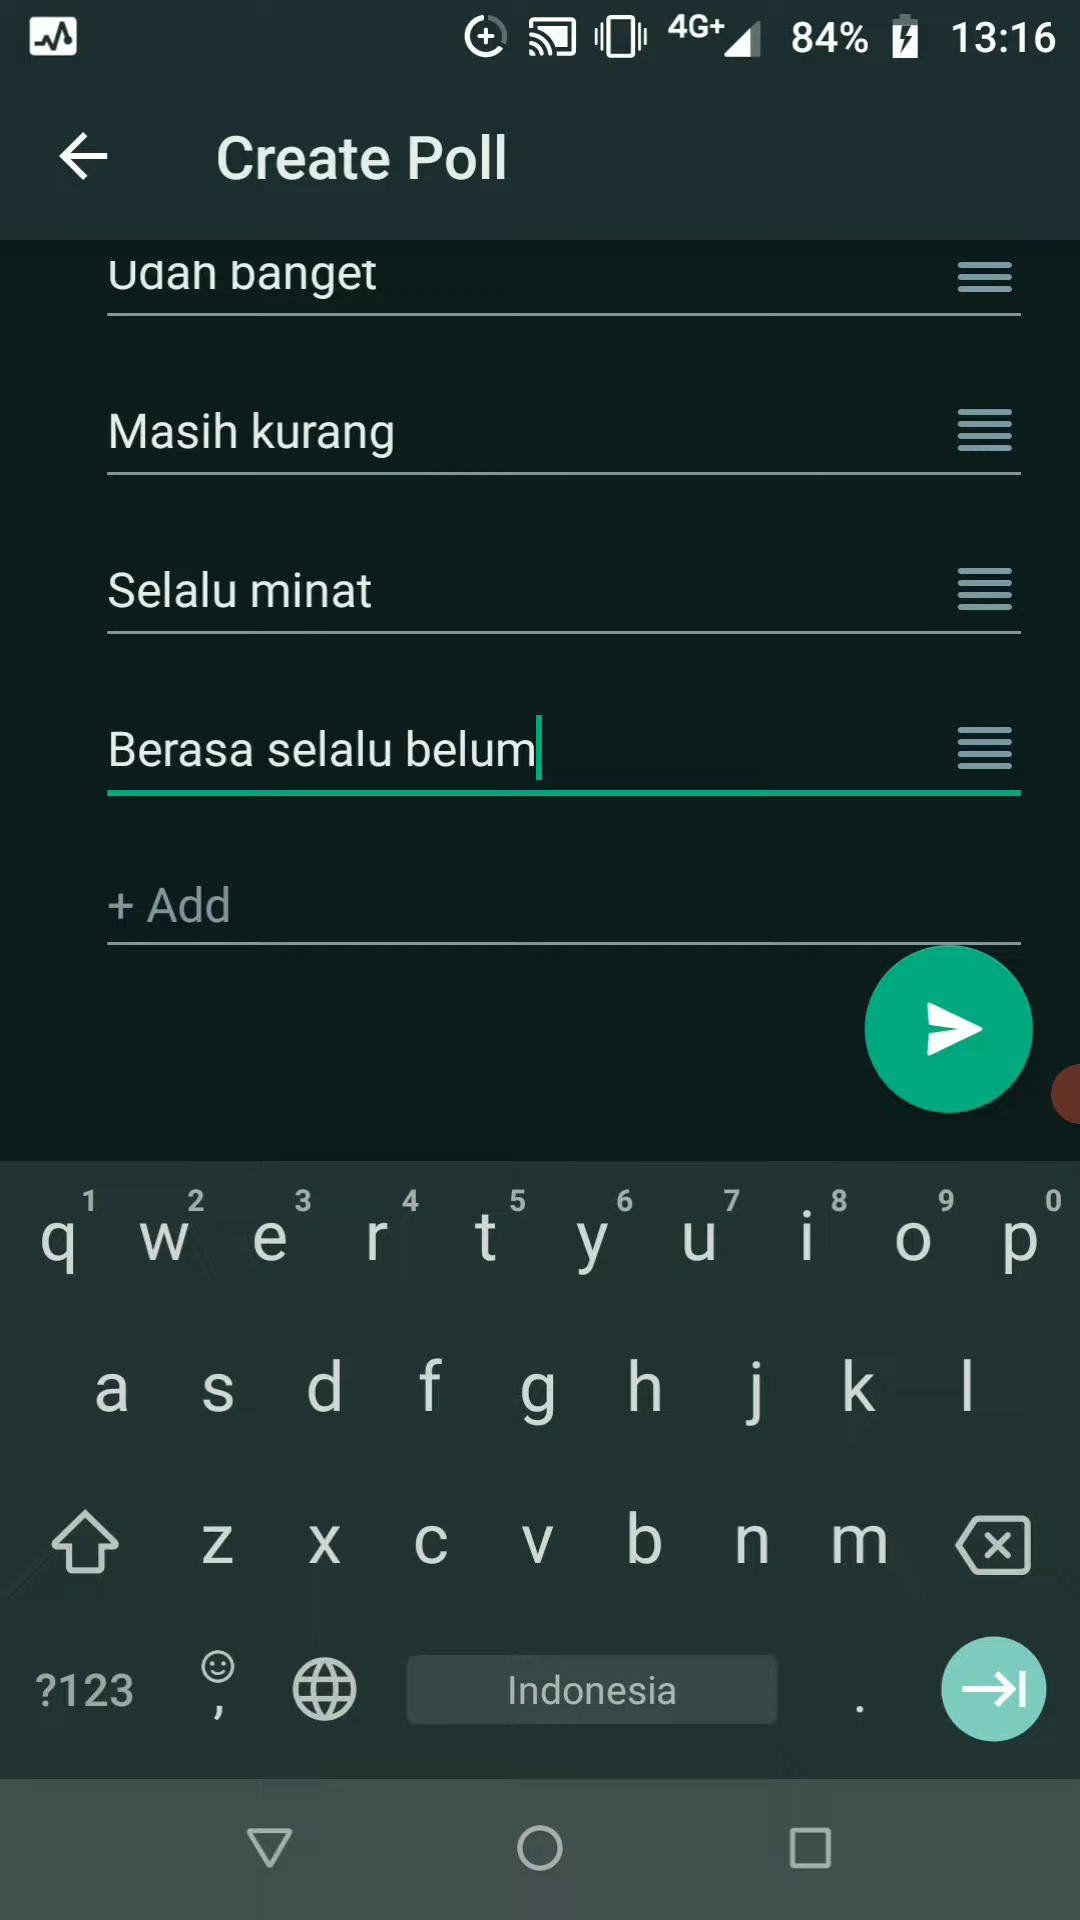 4G+ 84% 13:16
Create Poll
Udah banget
Masih kurang
Selalu minat
Berasa selalu belum
+ Add
1 2 3 4 5 6 7 8 9 0
q w e r t y u i o p
a s d f g h j k l
z x c v b n m
?123 , Indonesia .